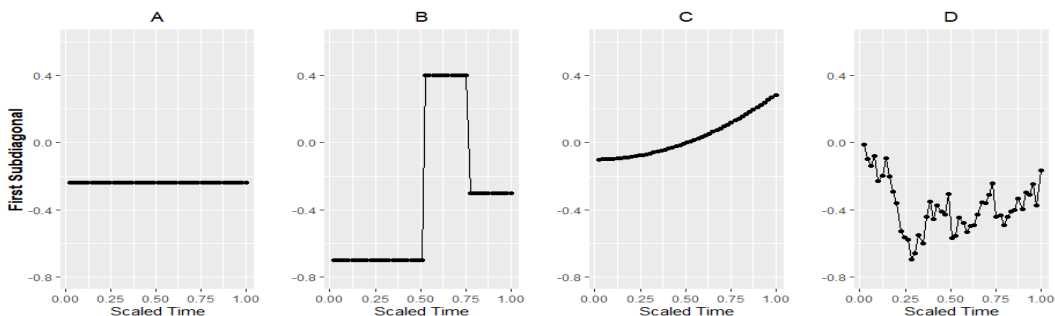 A B C D
First Subdiagonal
0.4 0.4 0.4 0.4
0.0 0.0 0.0 0.0
-0.4 -0.4 -0.4 -0.4
-0.8 -0.8 -0.8 -0.8
0.00 0.25 0.50 0.75 1.00 0.00 0.25 0.50 0.75 1.00 0.00 0.25 0.50 0.75 1.00 0.00 0.25 0.50 0.75 1.00
Scaled Time Scaled Time Scaled Time Scaled Time